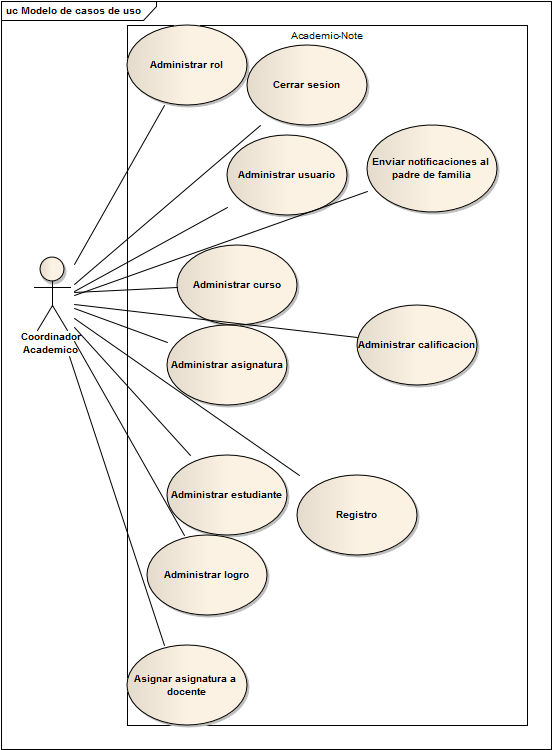 uc Modelo de casos de uso
Academic-Note
Administrar rol
Cerrar sesion
Enviar notificaciones al
padre de familia
Administrar usuario
Administrar curso
Coordinador
Academico
Administrar calificacion
Administrar asignatura
Administrar estudiante
Registro
Administrar logro
Asignar asignatura a
docente